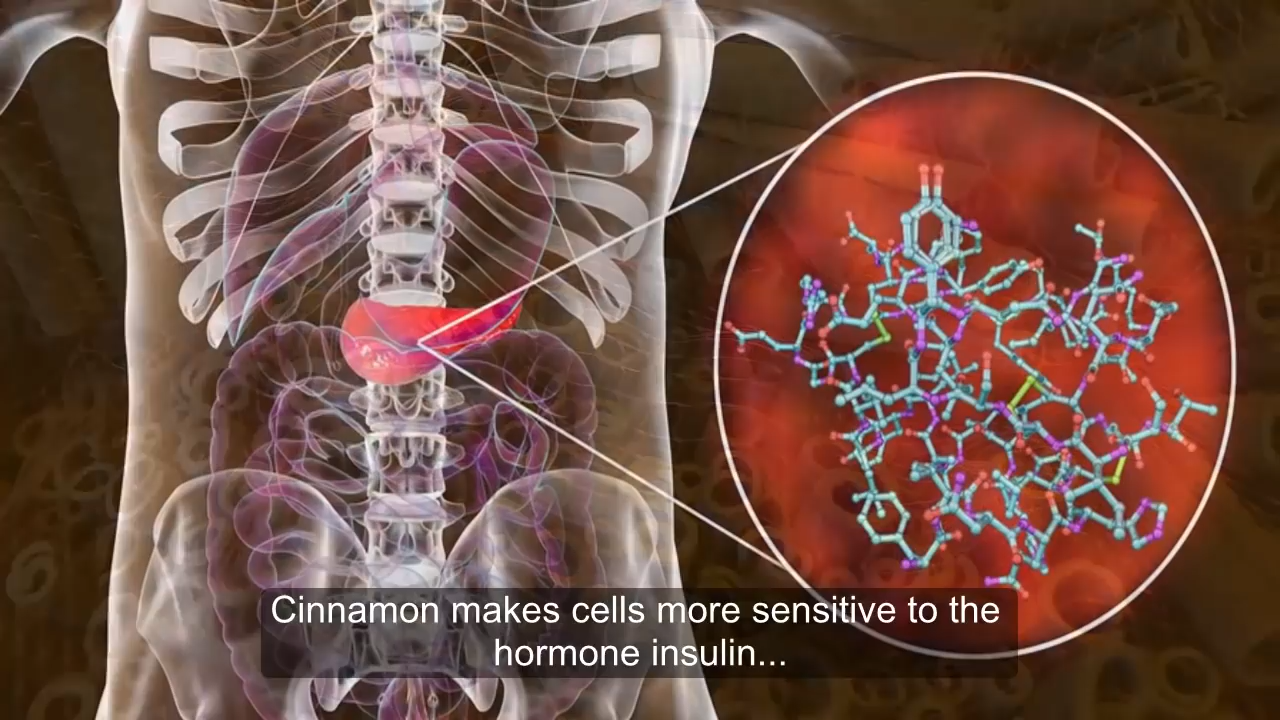 Cinnamon makes cells more sensitive to the
hormone insulin...